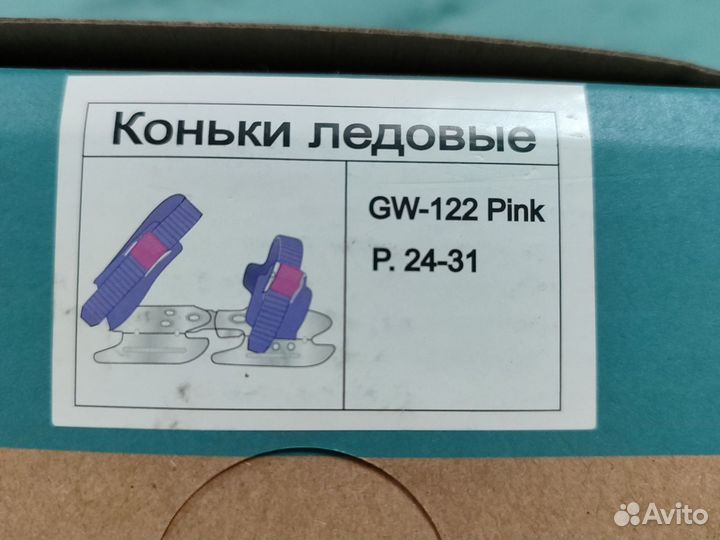 Коньки ледовые
GW-122 Pink
Р. 24-31
Avito